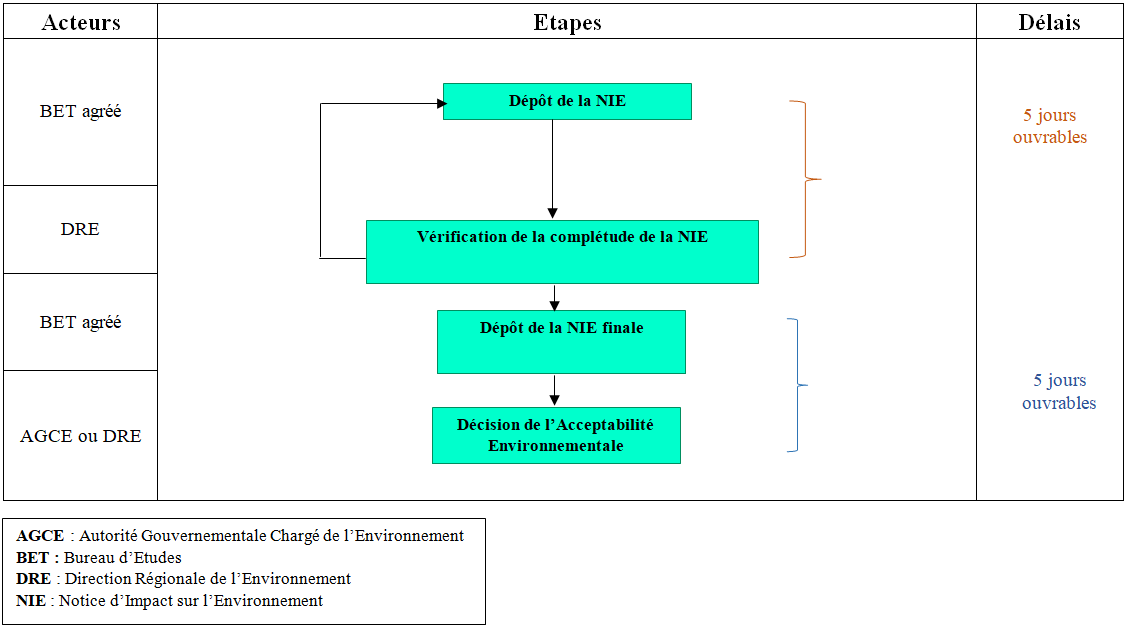 Acteurs
Etapes
Délais
BET agréé
Dépôt de la NIE
5 jours
ouvrables
DRE
Vérification de la complétude de la NIE
BET agréé
Dépôt de la NIE finale
5 jours
ouvrables
AGCE ou DRE
Décision de l’Acceptabilité
Environnementale
AGCE : Autorité Gouvernementale Chargé de l’Environnement
BET : Bureau d’Etudes
DRE : Direction Régionale de l’Environnement
NIE : Notice d’Impact sur l’Environnement